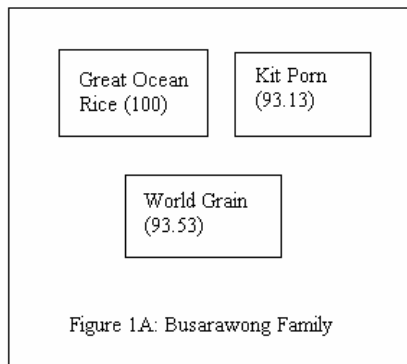 Great Ocean
Rice (100)
Kit Porn
(93.13)
World Grain
(93.53)
Figure 1A: Busarawong Family